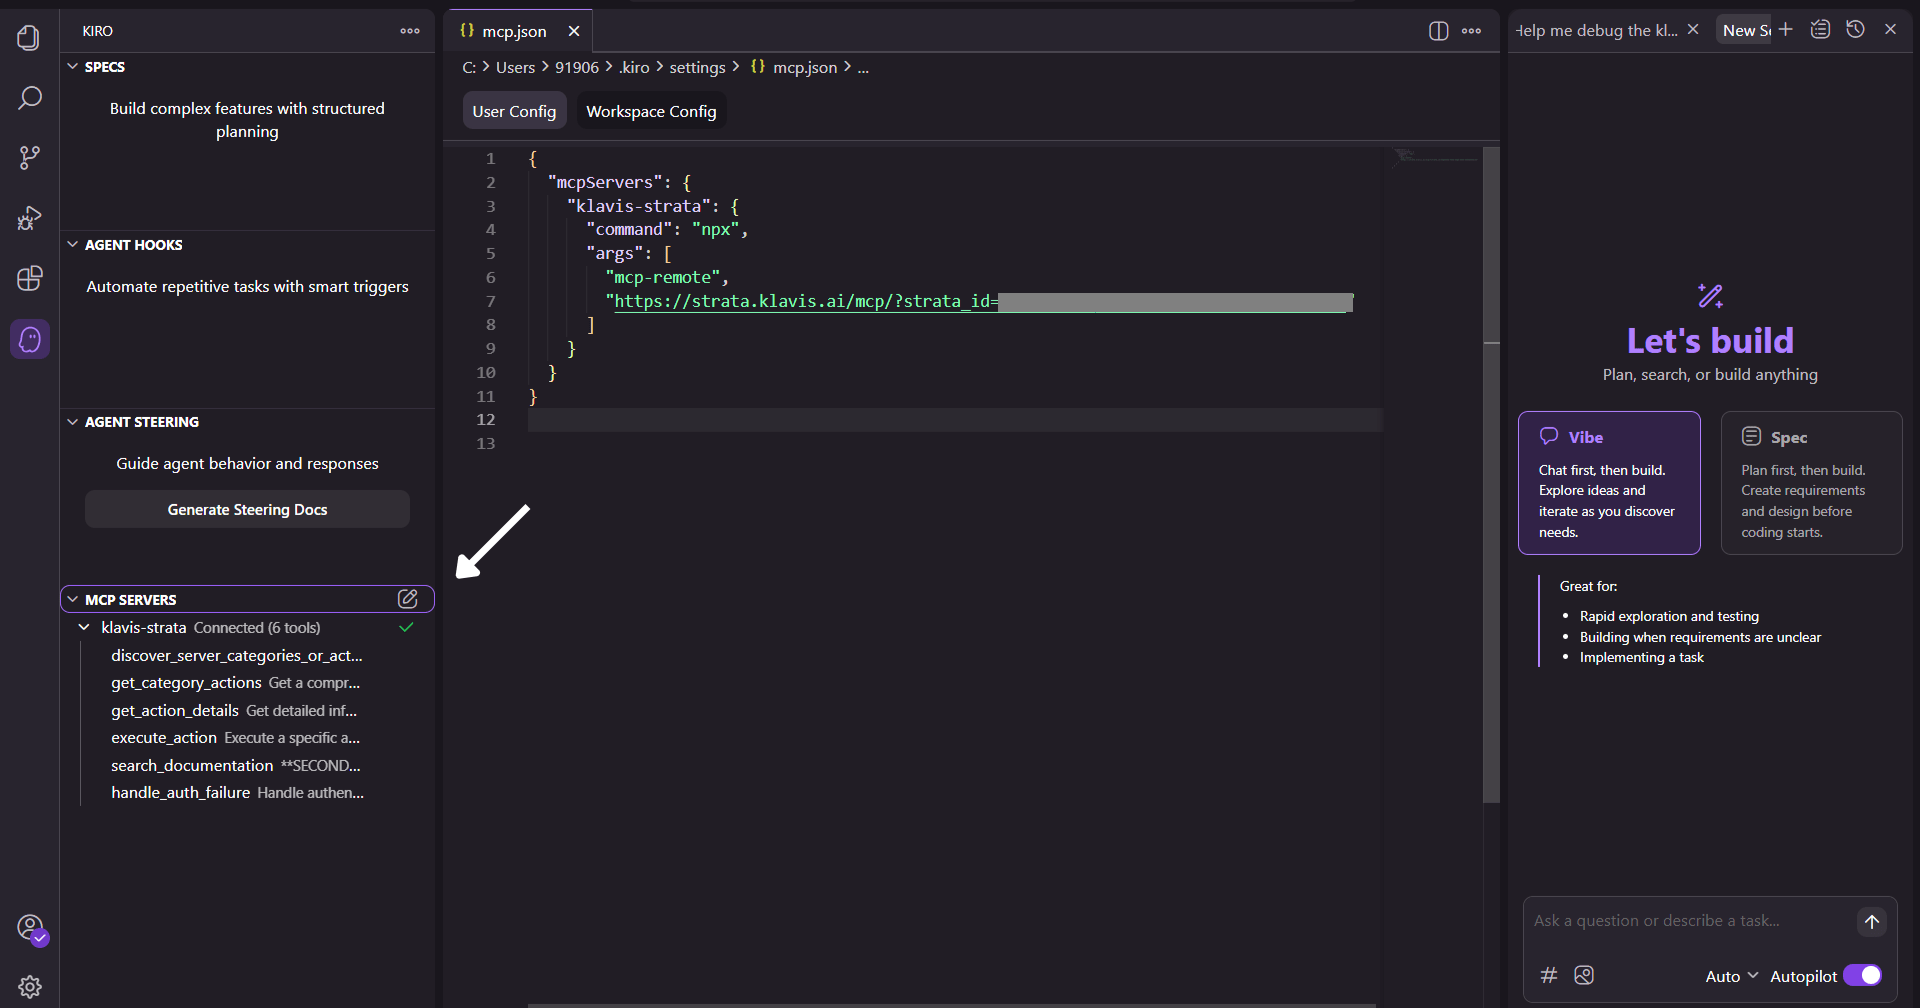 KIRO
SPECS
Build complex features with structured
planning
AGENT HOOKS
Automate repetitive tasks with smart triggers
AGENT STEERING
Guide agent behavior and responses
Generate Steering Docs
MCP SERVERS
klavis-strata Connected (6 tools)
discover_server_categories_or_act...
get_category_actions Get a compr...
get_action_details Get detailed inf...
execute_action Execute a specific a...
search_documentation **SECOND...
handle_auth_failure Handle authen...
{} mcp.json
C: > Users > 91906 > .kiro > settings > {} mcp.json > ...
User Config Workspace Config
1 {
2 "mcpServers": {
3 "klavis-strata": {
4 "command": "npx",
5 "args": [
6 "mcp-remote",
7 "https://strata.klavis.ai/mcp/?strata_id=
8 ]
9 }
10 }
11 }
12
13
Help me debug the kl... New Se
Let's build
Plan, search, or build anything
Vibe
Chat first, then build.
Explore ideas and
iterate as you discover
needs.
Spec
Plan first, then build.
Create requirements
and design before
coding starts.
Great for:
• Rapid exploration and testing
• Building when requirements are unclear
• Implementing a task
Ask a question or describe a task...
# Auto Autopilot